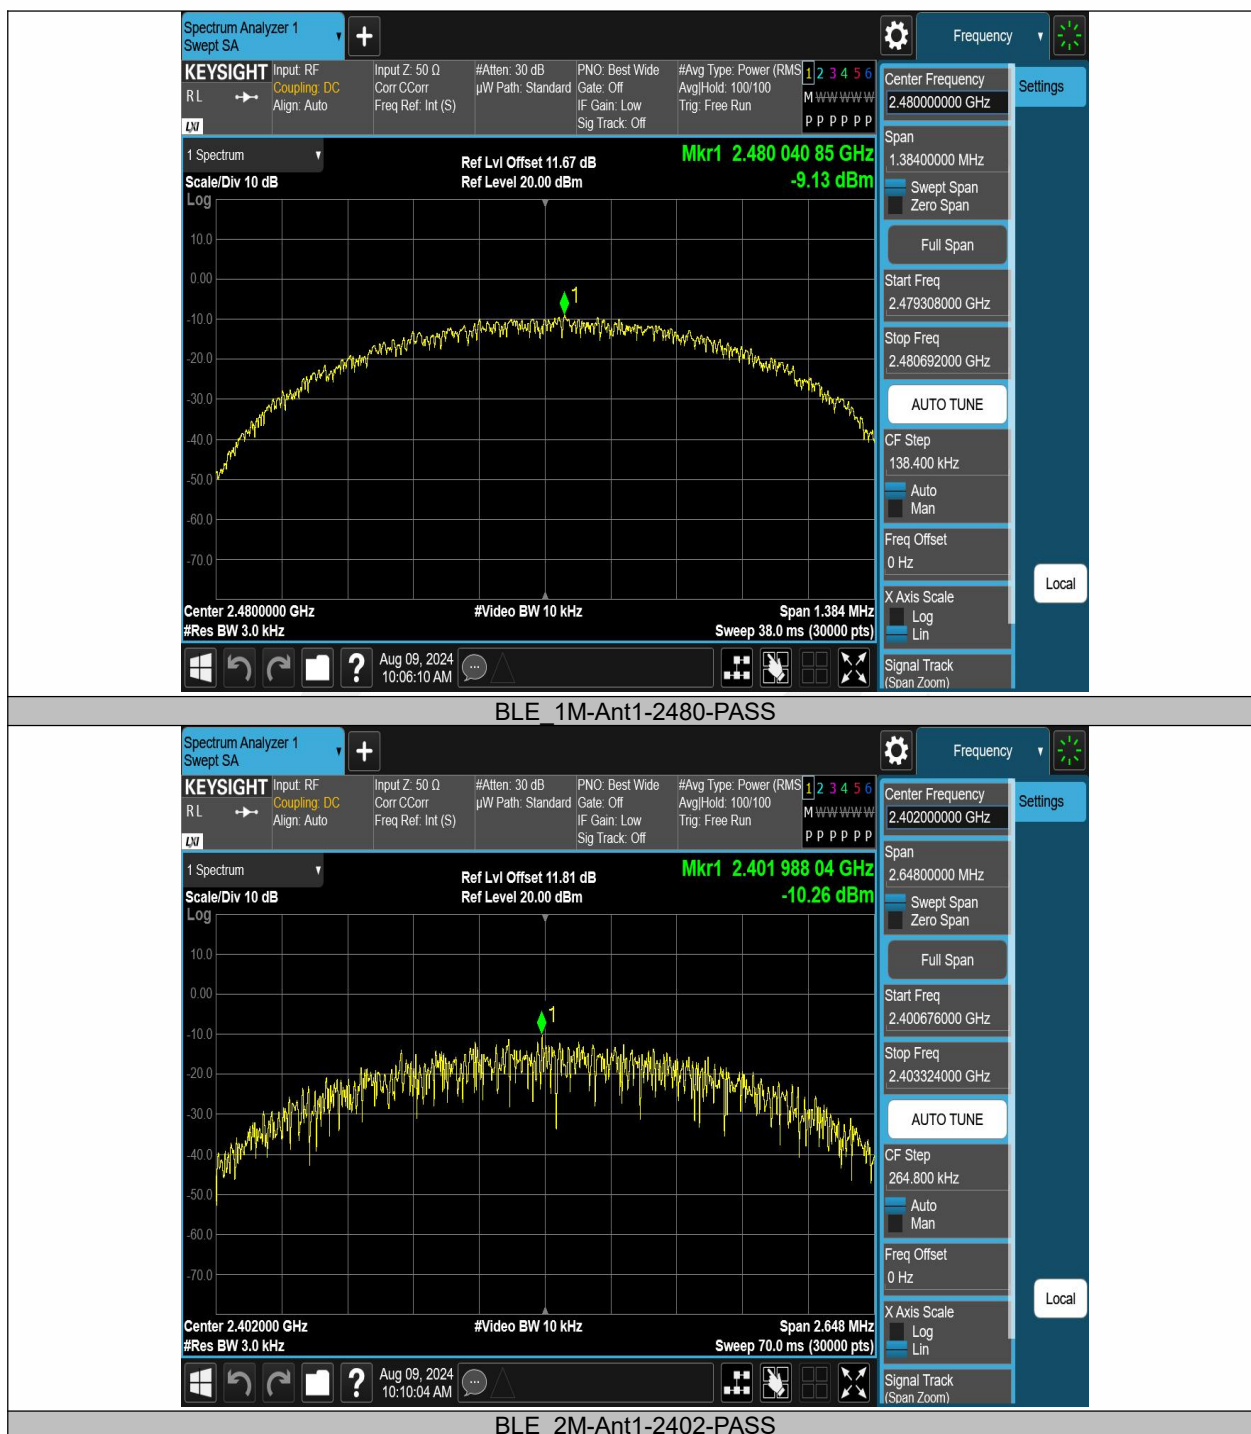 Spectrum Analyzer 1
Swept SA
Frequency
KEYSIGHT
RL
LXI
Input: RF
Coupling: DC
Align: Auto
Input Z: 50 Ω
Corr CCorr
Freq Ref: Int (S)
#Atten: 30 dB
µW Path: Standard
PNO: Best Wide
Gate: Off
IF Gain: Low
Sig Track: Off
#Avg Type: Power (RMS
Avg|Hold: 100/100
Trig: Free Run
1 2 3 4 5 6
M W W W W W
P P P P P P
1 Spectrum
Scale/Div 10 dB
Log
Ref Lvl Offset 11.67 dB
Ref Level 20.00 dBm
Mkr1 2.480 040 85 GHz
-9.13 dBm
1
10.0
0.00
-10.0
-20.0
-30.0
-40.0
-50.0
-60.0
-70.0
Center 2.4800000 GHz
#Res BW 3.0 kHz
#Video BW 10 kHz
Span 1.384 MHz
Sweep 38.0 ms (30000 pts)
Aug 09, 2024
10:06:10 AM
Center Frequency
2.480000000 GHz
Span
1.38400000 MHz
Swept Span
Zero Span
Full Span
Start Freq
2.479308000 GHz
Stop Freq
2.480692000 GHz
AUTO TUNE
CF Step
138.400 kHz
Auto
Man
Freq Offset
0 Hz
X Axis Scale
Log
Lin
Signal Track
(Span Zoom)
Settings
Local
BLE_1M-Ant1-2480-PASS
Spectrum Analyzer 1
Swept SA
Frequency
KEYSIGHT
RL
LXI
Input: RF
Coupling: DC
Align: Auto
Input Z: 50 Ω
Corr CCorr
Freq Ref: Int (S)
#Atten: 30 dB
µW Path: Standard
PNO: Best Wide
Gate: Off
IF Gain: Low
Sig Track: Off
#Avg Type: Power (RMS
Avg|Hold: 100/100
Trig: Free Run
1 2 3 4 5 6
M W W W W W
P P P P P P
1 Spectrum
Scale/Div 10 dB
Log
Ref Lvl Offset 11.81 dB
Ref Level 20.00 dBm
Mkr1 2.401 988 04 GHz
-10.26 dBm
1
10.0
0.00
-10.0
-20.0
-30.0
-40.0
-50.0
-60.0
-70.0
Center 2.402000 GHz
#Res BW 3.0 kHz
#Video BW 10 kHz
Span 2.648 MHz
Sweep 70.0 ms (30000 pts)
Aug 09, 2024
10:10:04 AM
Center Frequency
2.402000000 GHz
Span
2.64800000 MHz
Swept Span
Zero Span
Full Span
Start Freq
2.400676000 GHz
Stop Freq
2.403324000 GHz
AUTO TUNE
CF Step
264.800 kHz
Auto
Man
Freq Offset
0 Hz
X Axis Scale
Log
Lin
Signal Track
(Span Zoom)
Settings
Local
BLE_2M-Ant1-2402-PASS